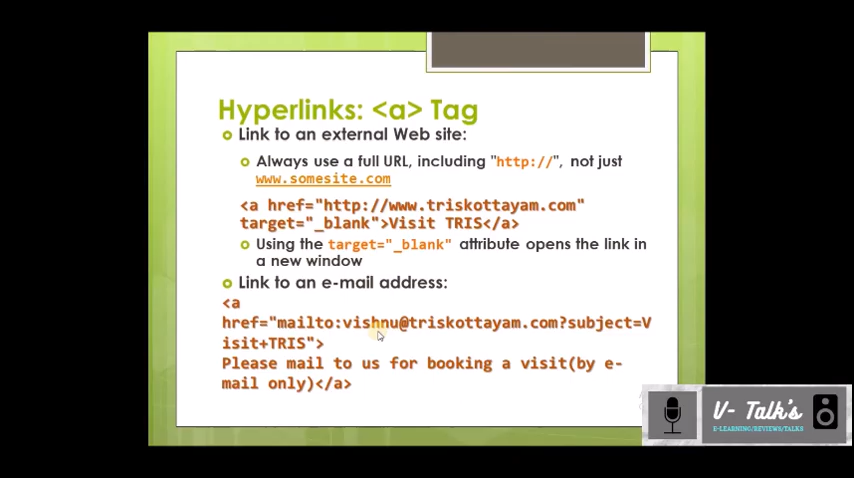 Hyperlinks: <a> Tag
Link to an external Web site:
Always use a full URL, including "http://", not just
www.somesite.com
<a href="http://www.triskottayam.com"
target="_blank">Visit TRIS</a>
Using the target="_blank" attribute opens the link in
a new window
Link to an e-mail address:
<a
href="mailto:vishnu@triskottayam.com?subject=V
isit+TRIS">
Please mail to us for booking a visit(by e-
mail only)</a>
V- Talk's
E-LEARNING/REVIEWS/TALKS